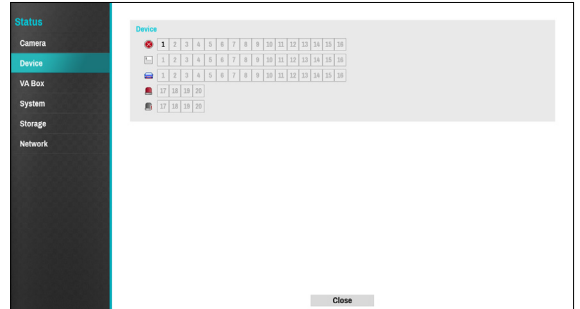 Status
Camera
Device
VA Box
System
Storage
Network
Device
1 2 3 4 5 6 7 8 9 10 11 12 13 14 15 16
1 2 3 4 5 6 7 8 9 10 11 12 13 14 15 16
1 2 3 4 5 6 7 8 9 10 11 12 13 14 15 16
17 18 19 20
17 18 19 20
Close